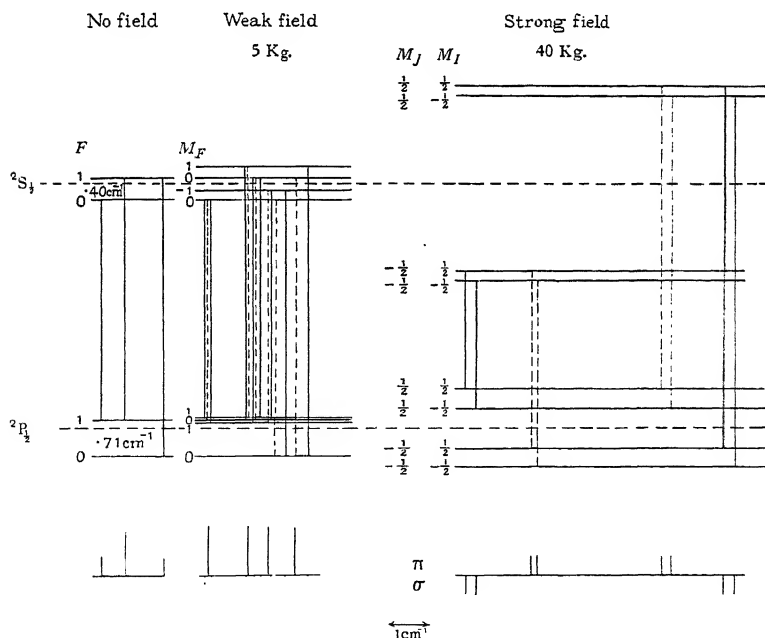 No field Weak field Strong field
5 Kg. 40 Kg.
M_J M_I
½ ½
½ -½
F M_F
²S½
1 1
·40cm⁻¹ 0
0 -1
0
-½ ½
-½ -½
½ ½
½ -½
²P½
1 0
·71cm⁻¹ 1
0 0
-½ ½
-½ -½
π
σ
1cm⁻¹